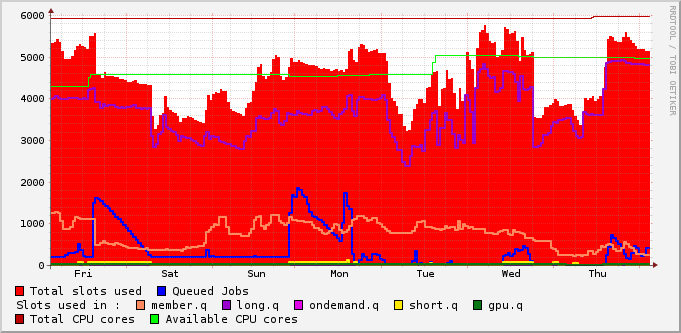 6000
5000
4000
3000
2000
1000
0
Fri Sat Sun Mon Tue Wed Thu
RRDTOOL / TOBI OETIKER
Total slots used Queued Jobs
Slots used in : member.q long.q ondemand.q short.q gpu.q
Total CPU cores Available CPU cores